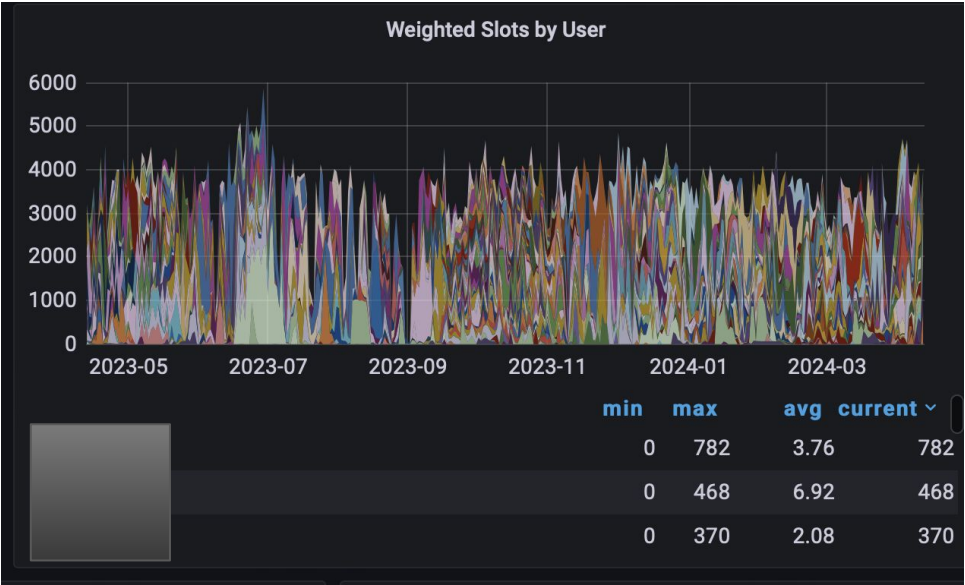 Weighted Slots by User
6000
5000
4000
3000
2000
1000
0
2023-05 2023-07 2023-09 2023-11 2024-01 2024-03
min max avg current
0 782 3.76 782
0 468 6.92 468
0 370 2.08 370